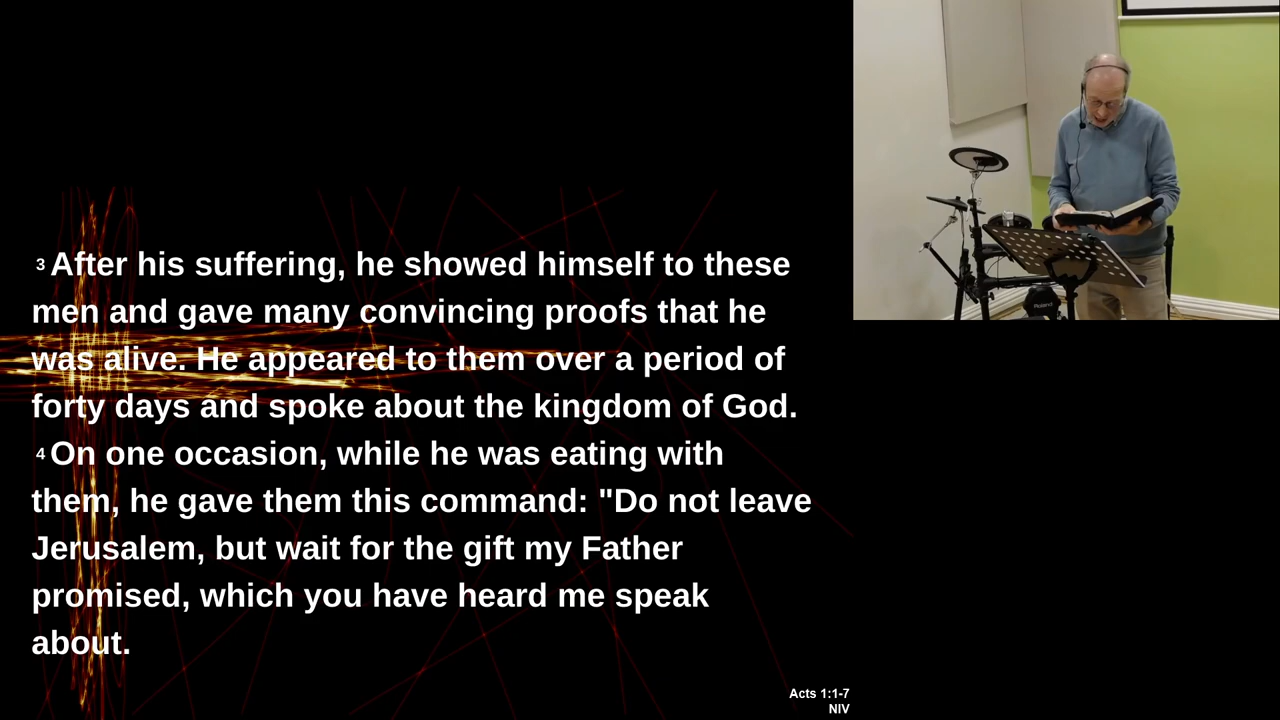 3 After his suffering, he showed himself to these
men and gave many convincing proofs that he
was alive. He appeared to them over a period of
forty days and spoke about the kingdom of God.
4 On one occasion, while he was eating with
them, he gave them this command: "Do not leave
Jerusalem, but wait for the gift my Father
promised, which you have heard me speak
about.
Acts 1:1-7
NIV
Roland